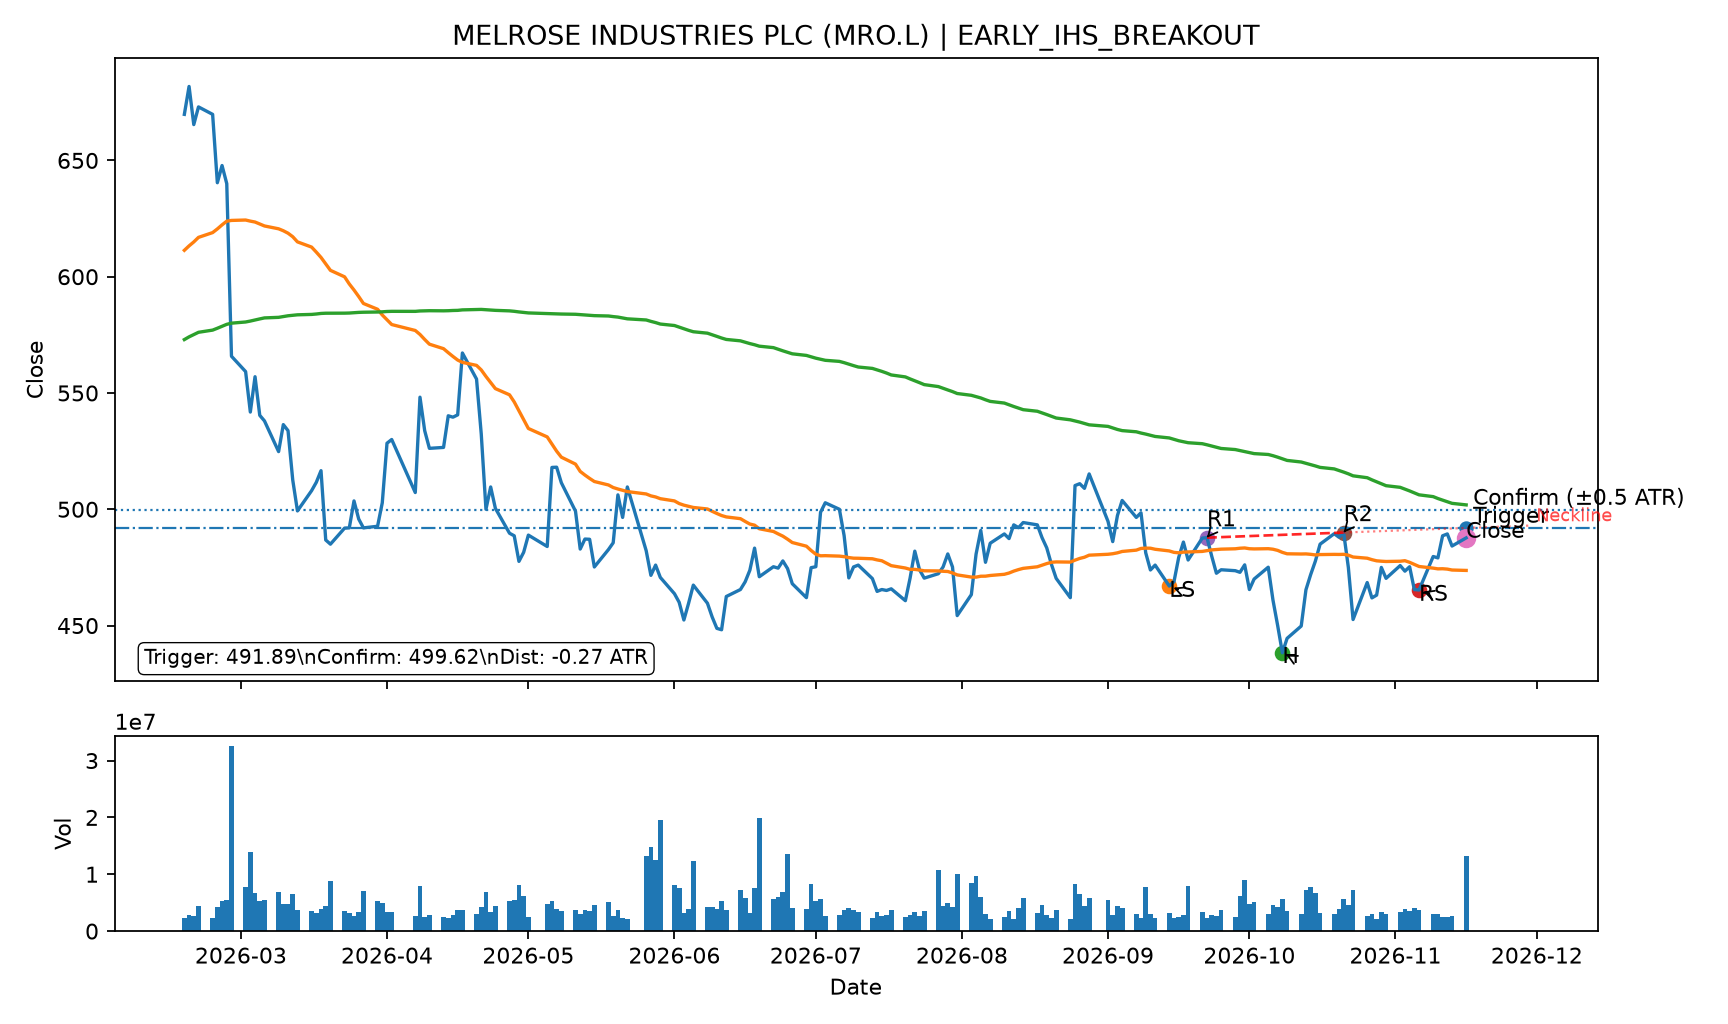 MELROSE INDUSTRIES PLC (MRO.L) | EARLY_IHS_BREAKOUT
Close
650
600
550
500
450
R1
R2
LS
H
RS
Confirm (±0.5 ATR)
Trigger
Neckline
Close
Trigger: 491.89\nConfirm: 499.62\nDist: -0.27 ATR
1e7
Vol
3
2
1
0
2026-03 2026-04 2026-05 2026-06 2026-07 2026-08 2026-09 2026-10 2026-11 2026-12
Date